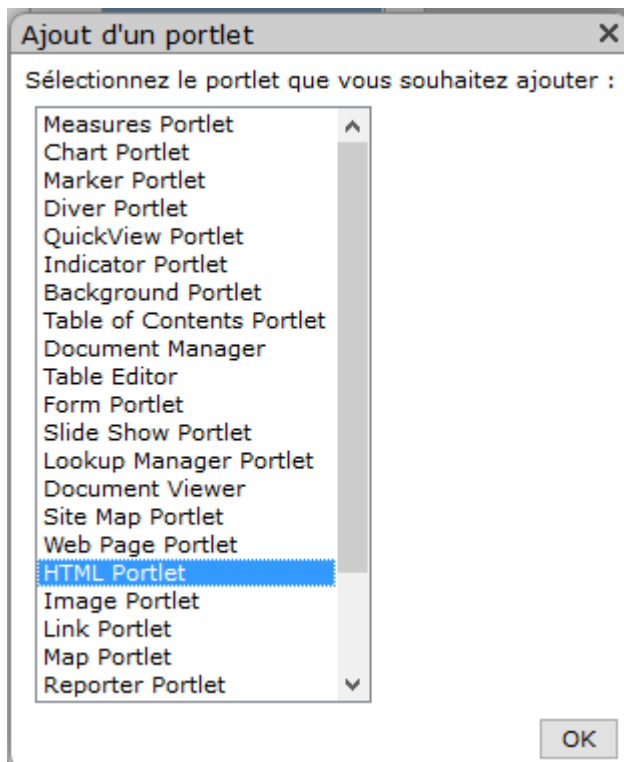 Ajout d'un portlet
Sélectionnez le portlet que vous souhaitez ajouter :
Measures Portlet
Chart Portlet
Marker Portlet
Diver Portlet
QuickView Portlet
Indicator Portlet
Background Portlet
Table of Contents Portlet
Document Manager
Table Editor
Form Portlet
Slide Show Portlet
Lookup Manager Portlet
Document Viewer
Site Map Portlet
Web Page Portlet
HTML Portlet
Image Portlet
Link Portlet
Map Portlet
Reporter Portlet
OK